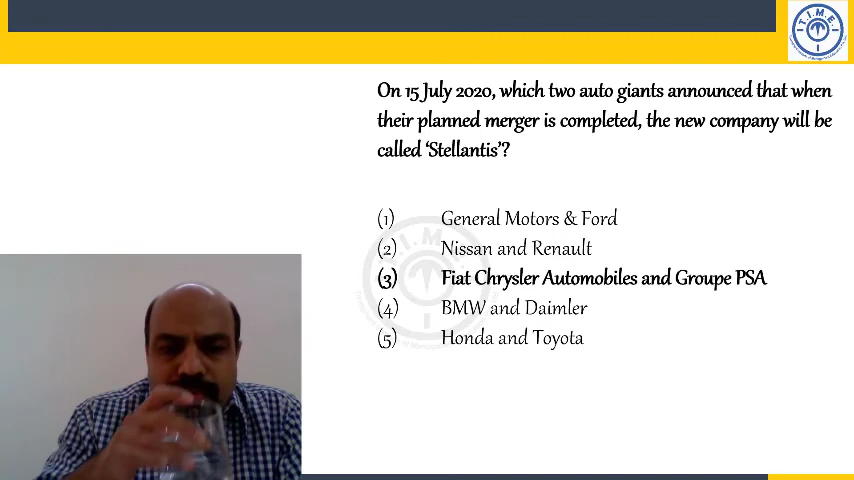 T.I.M.E.
On 15 July 2020, which two auto giants announced that when
their planned merger is completed, the new company will be
called ‘Stellantis’?
(1) General Motors & Ford
(2) Nissan and Renault
(3) Fiat Chrysler Automobiles and Groupe PSA
(4) BMW and Daimler
(5) Honda and Toyota